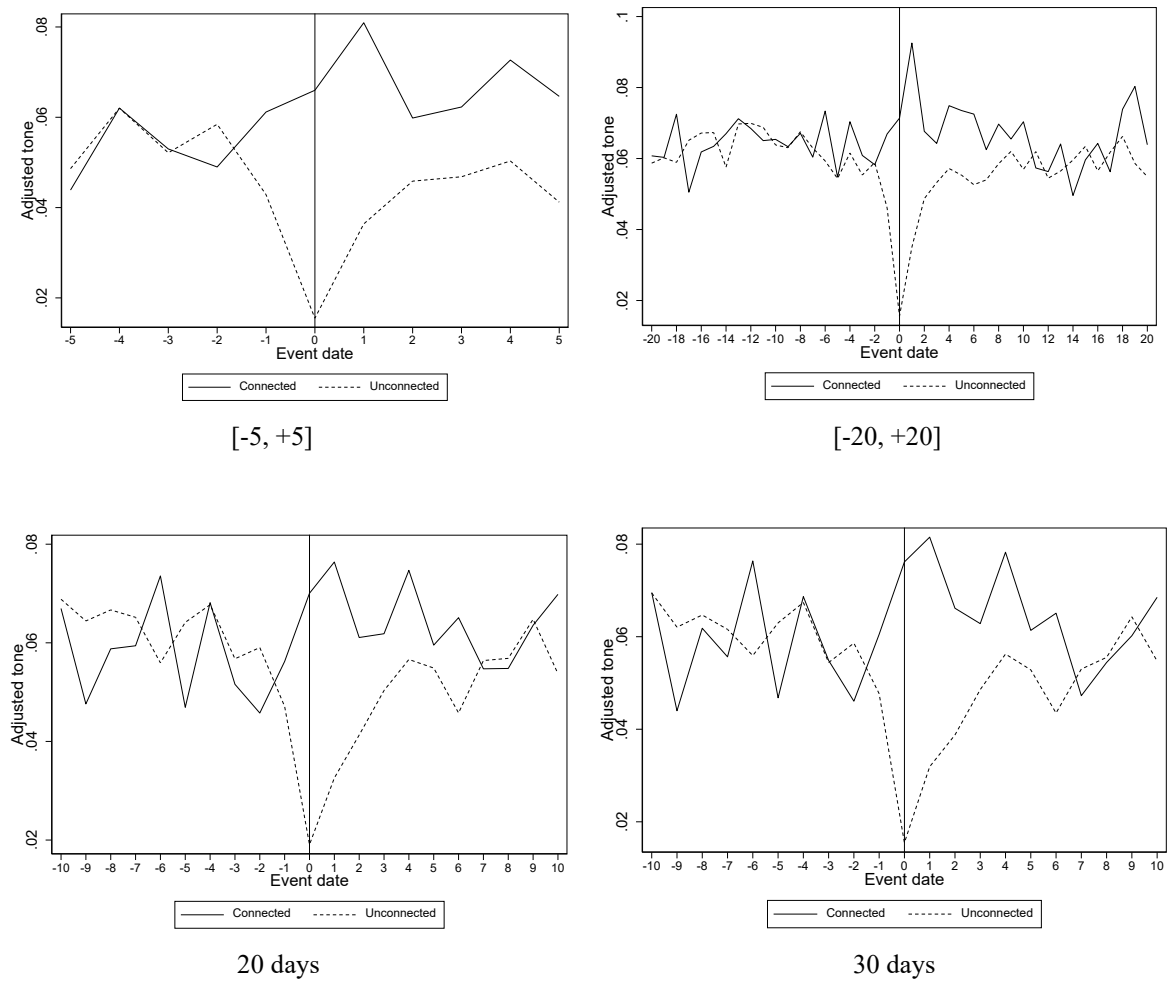 Adjusted tone
.08
.06
.04
.02
-5 -4 -3 -2 -1 0 1 2 3 4 5
Event date
Connected Unconnected
[-5, +5]
Adjusted tone
.1
.08
.06
.04
.02
-20 -18 -16 -14 -12 -10 -8 -6 -4 -2 0 2 4 6 8 10 12 14 16 18 20
Event date
Connected Unconnected
[-20, +20]
Adjusted tone
.08
.06
.04
.02
-10 -9 -8 -7 -6 -5 -4 -3 -2 -1 0 1 2 3 4 5 6 7 8 9 10
Event date
Connected Unconnected
20 days
Adjusted tone
.08
.06
.04
.02
-10 -9 -8 -7 -6 -5 -4 -3 -2 -1 0 1 2 3 4 5 6 7 8 9 10
Event date
Connected Unconnected
30 days